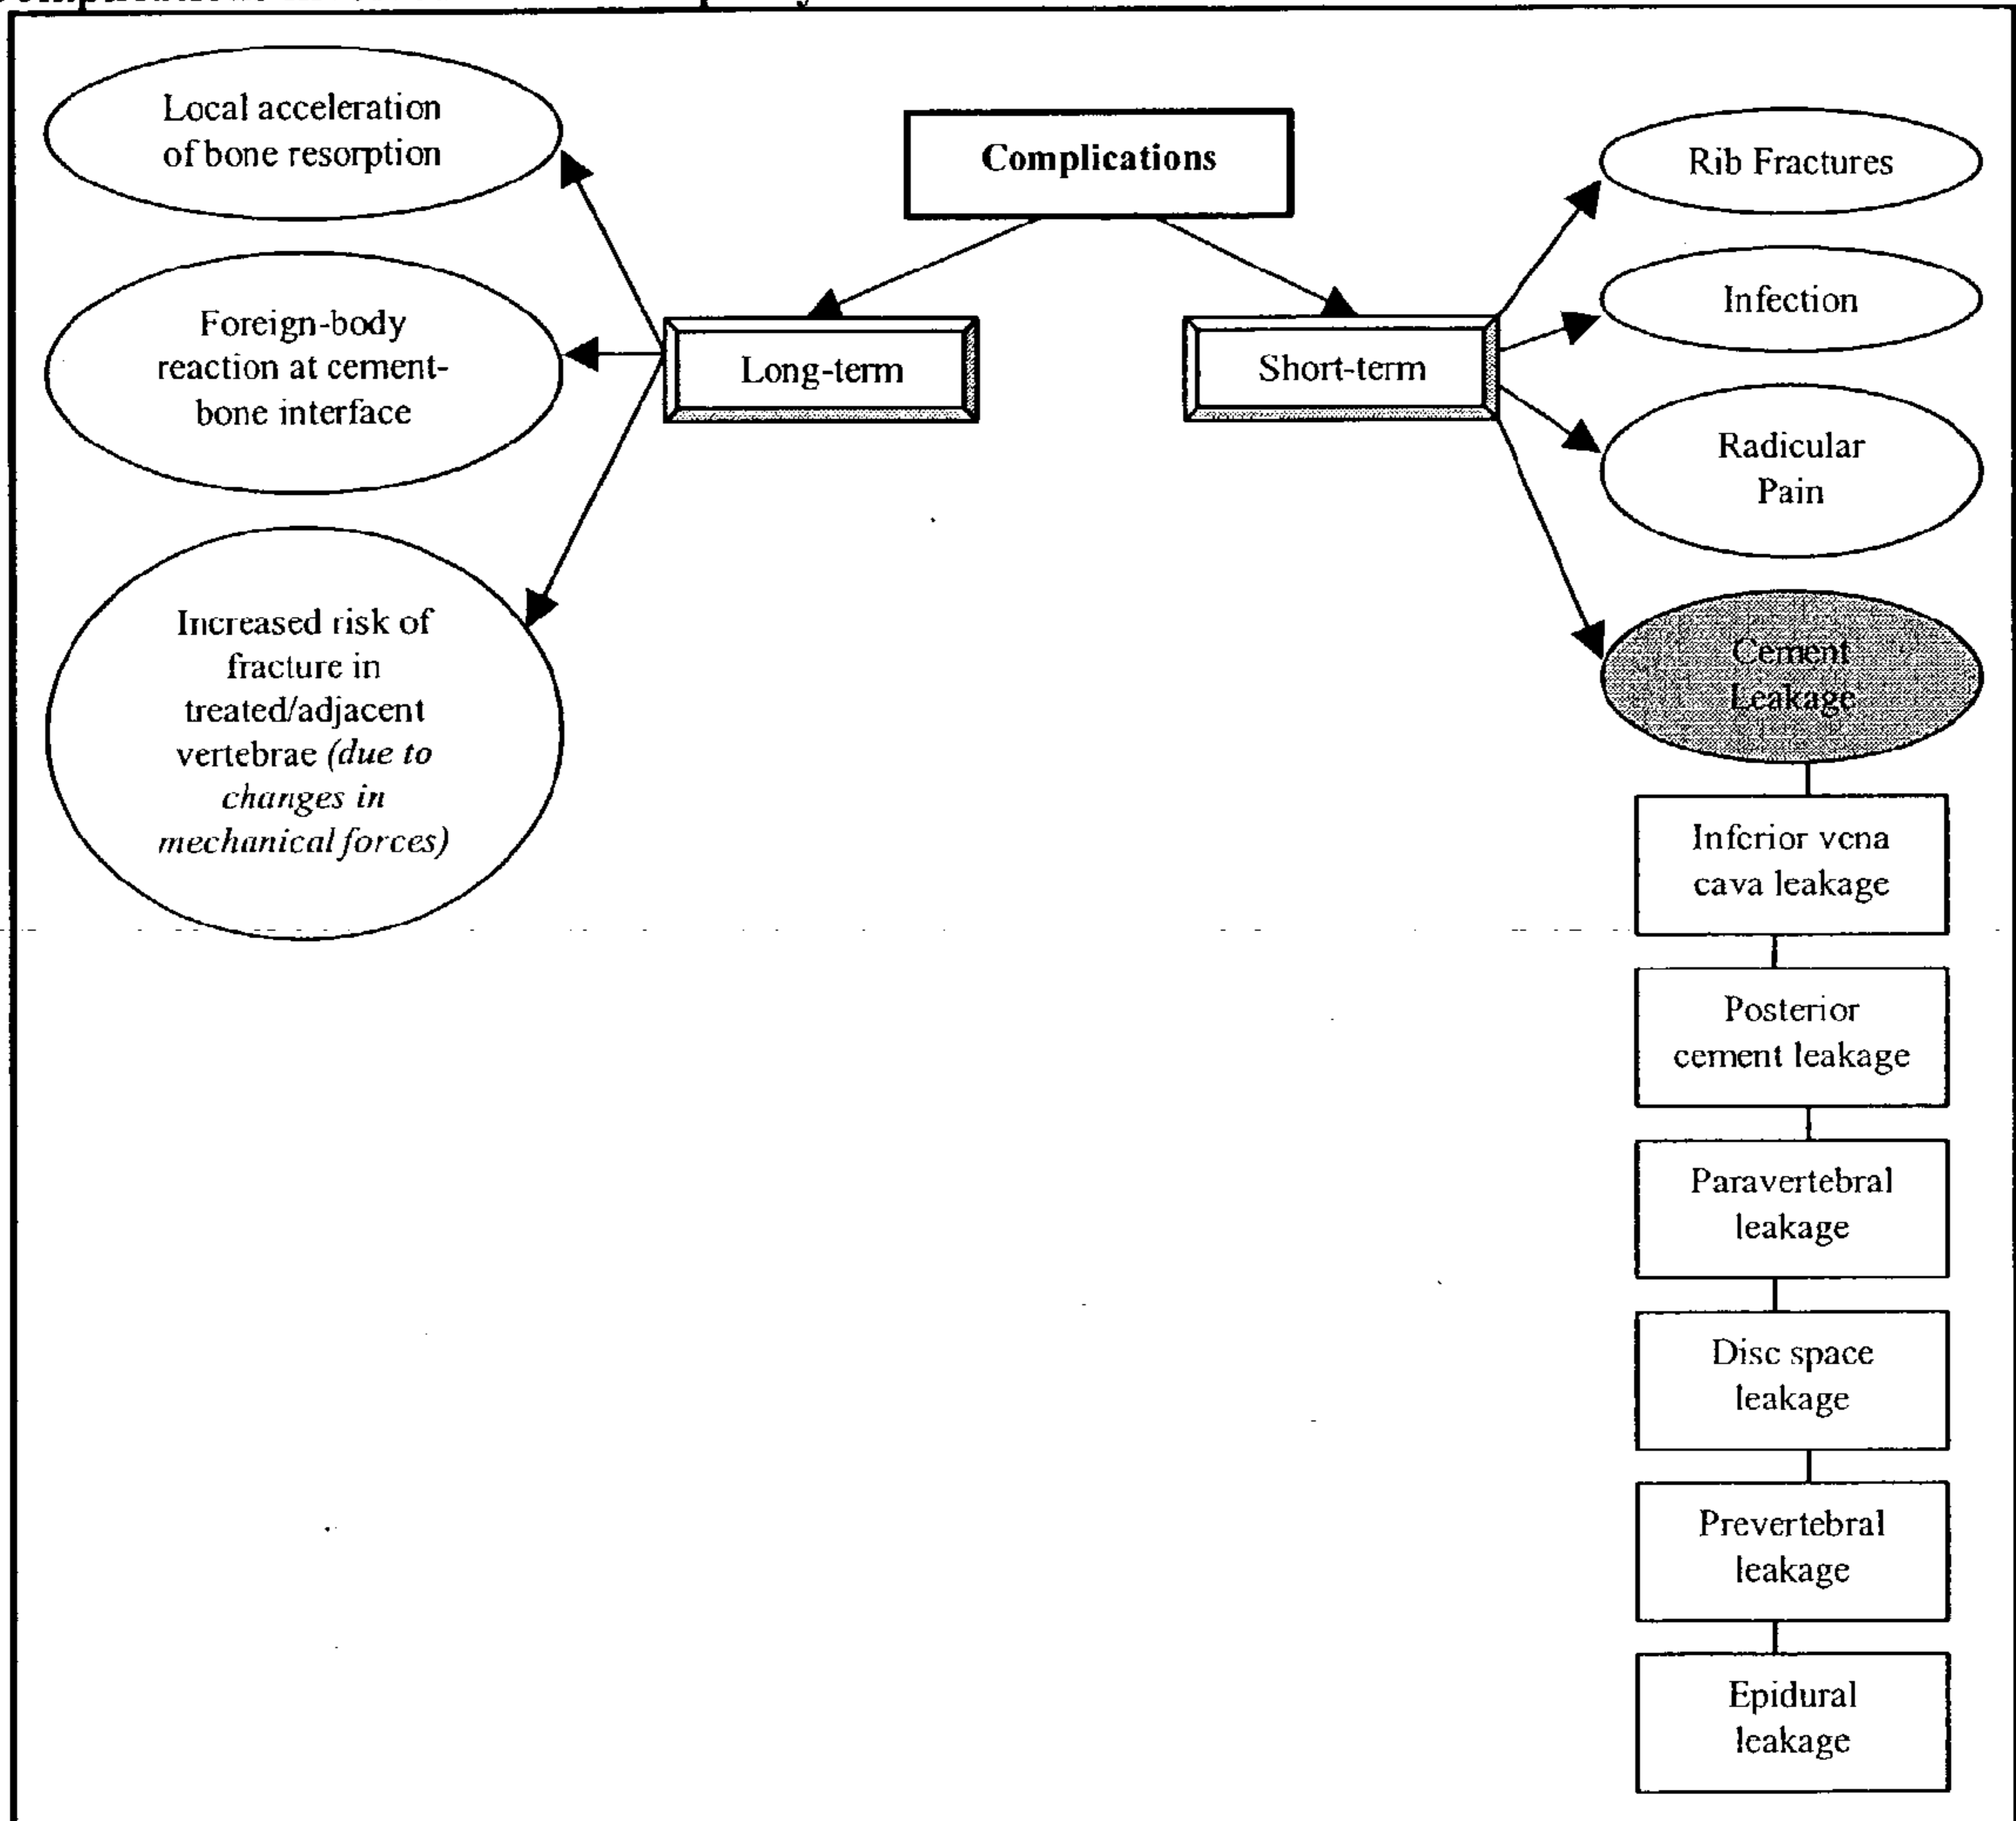 Complications
Long-term
Short-term
Local acceleration
of bone resorption
Foreign-body
reaction at cement-
bone interface
Increased risk of
fracture in
treated/adjacent
vertebrae (due to
changes in
mechanical forces)
Rib Fractures
Infection
Radicular
Pain
Cement
Leakage
Inferior vena
cava leakage
Posterior
cement leakage
Paravertebral
leakage
Disc space
leakage
Prevertebral
leakage
Epidural
leakage